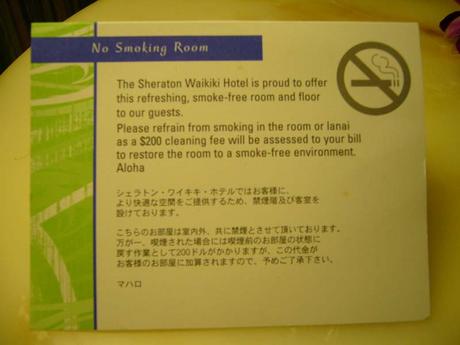 No Smoking Room
The Sheraton Waikiki Hotel is proud to offer
this refreshing, smoke-free room and floor
to our guests.
Please refrain from smoking in the room or lanai
as a $200 cleaning fee will be assessed to your bill
to restore the room to a smoke-free environment.
Aloha
シェラトン・ワイキキ・ホテルではお客様に、
より快適な空間をご提供するため、禁煙階及び客室を
設けております。
こちらのお部屋は室内外、共に禁煙とさせて頂いております。
万が一、喫煙された場合には喫煙前のお部屋の状態に
戻す作業として200ドルがかかりますが、この代金が
お客様のお部屋に加算されますので、予めご了承下さい。
マハロ